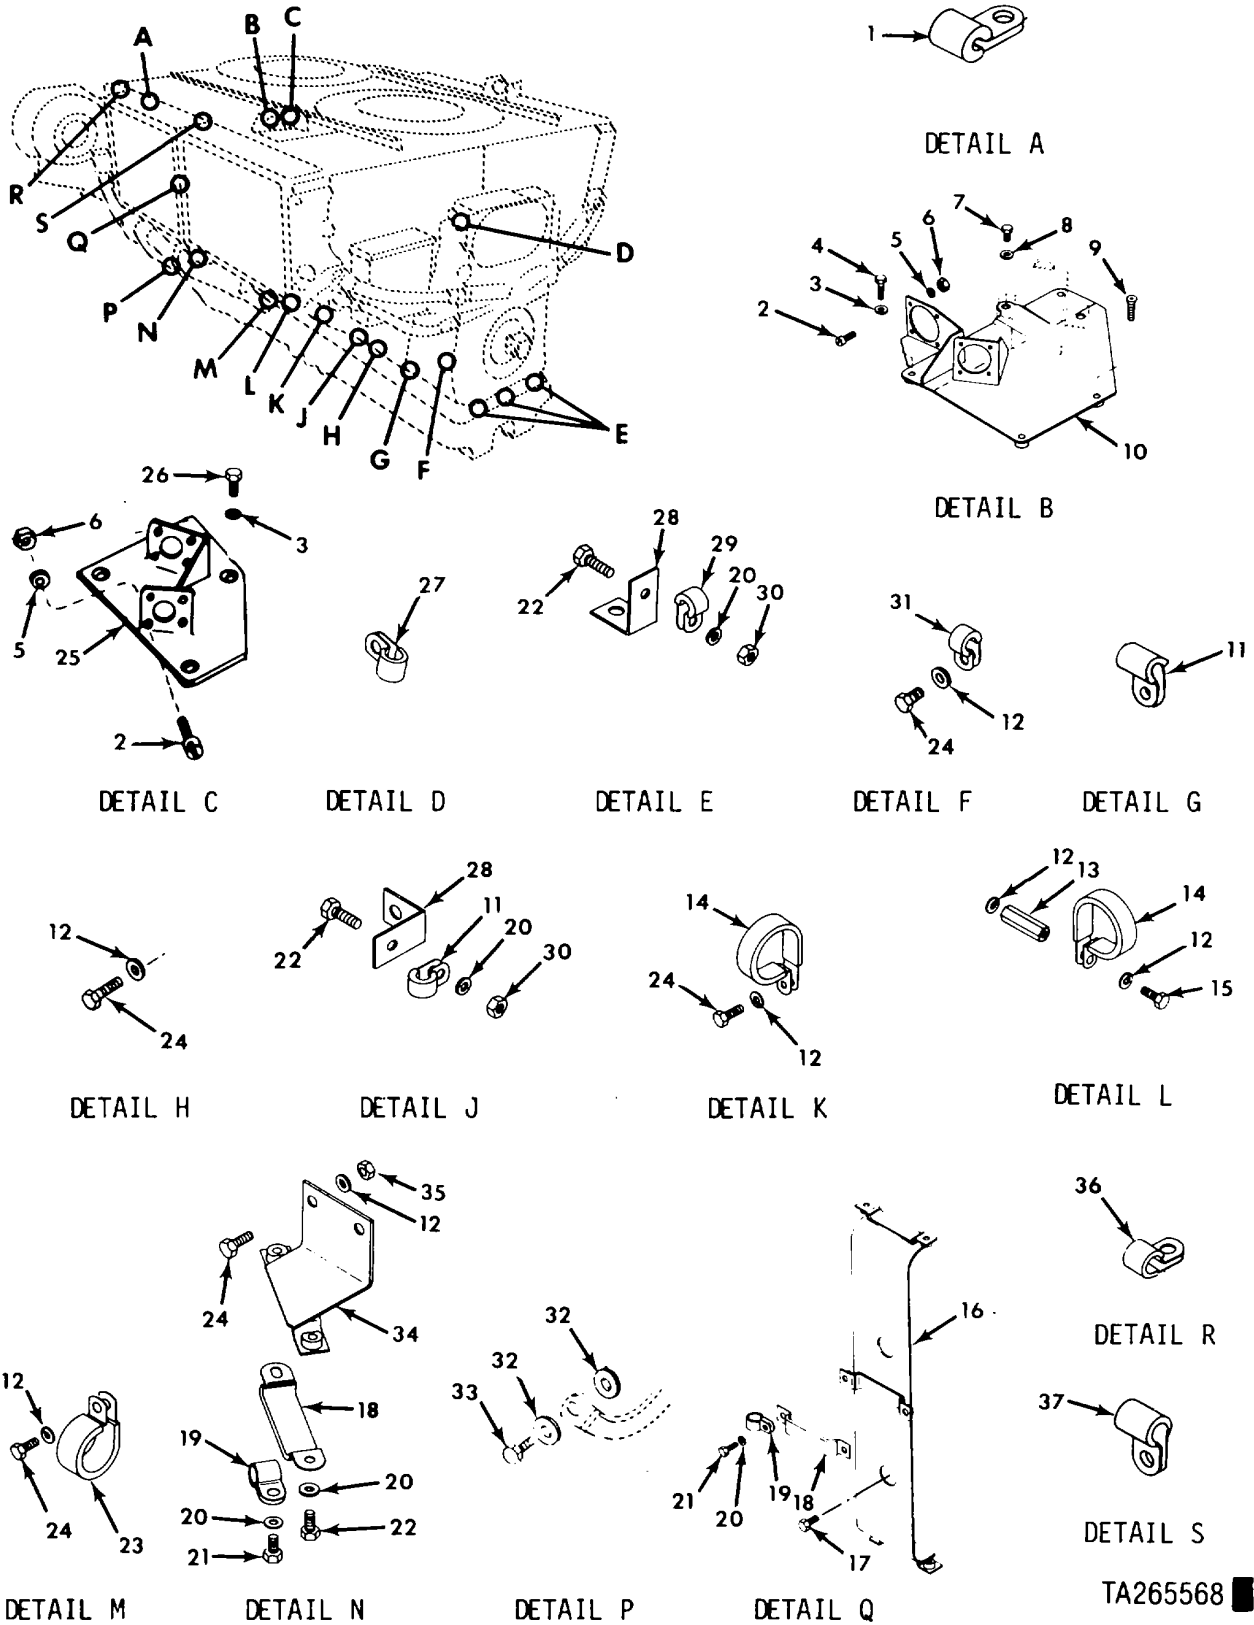 A
B
C
R
S
Q
P
N
M
L
K
J
H
G
F
E
D
1
DETAIL A
2
3
4
5
6
7
8
9
10
DETAIL B
26
3
6
5
25
2
DETAIL C
27
DETAIL D
28
29
20
30
22
DETAIL E
31
12
24
DETAIL F
11
DETAIL G
12
24
DETAIL H
28
11
20
30
22
DETAIL J
14
24
12
DETAIL K
12
13
14
12
15
DETAIL L
12
24
23
DETAIL M
35
12
24
34
18
19
20
20
22
21
DETAIL N
32
32
33
DETAIL P
16
21
20
19
18
17
DETAIL Q
36
DETAIL R
37
DETAIL S
TA265568